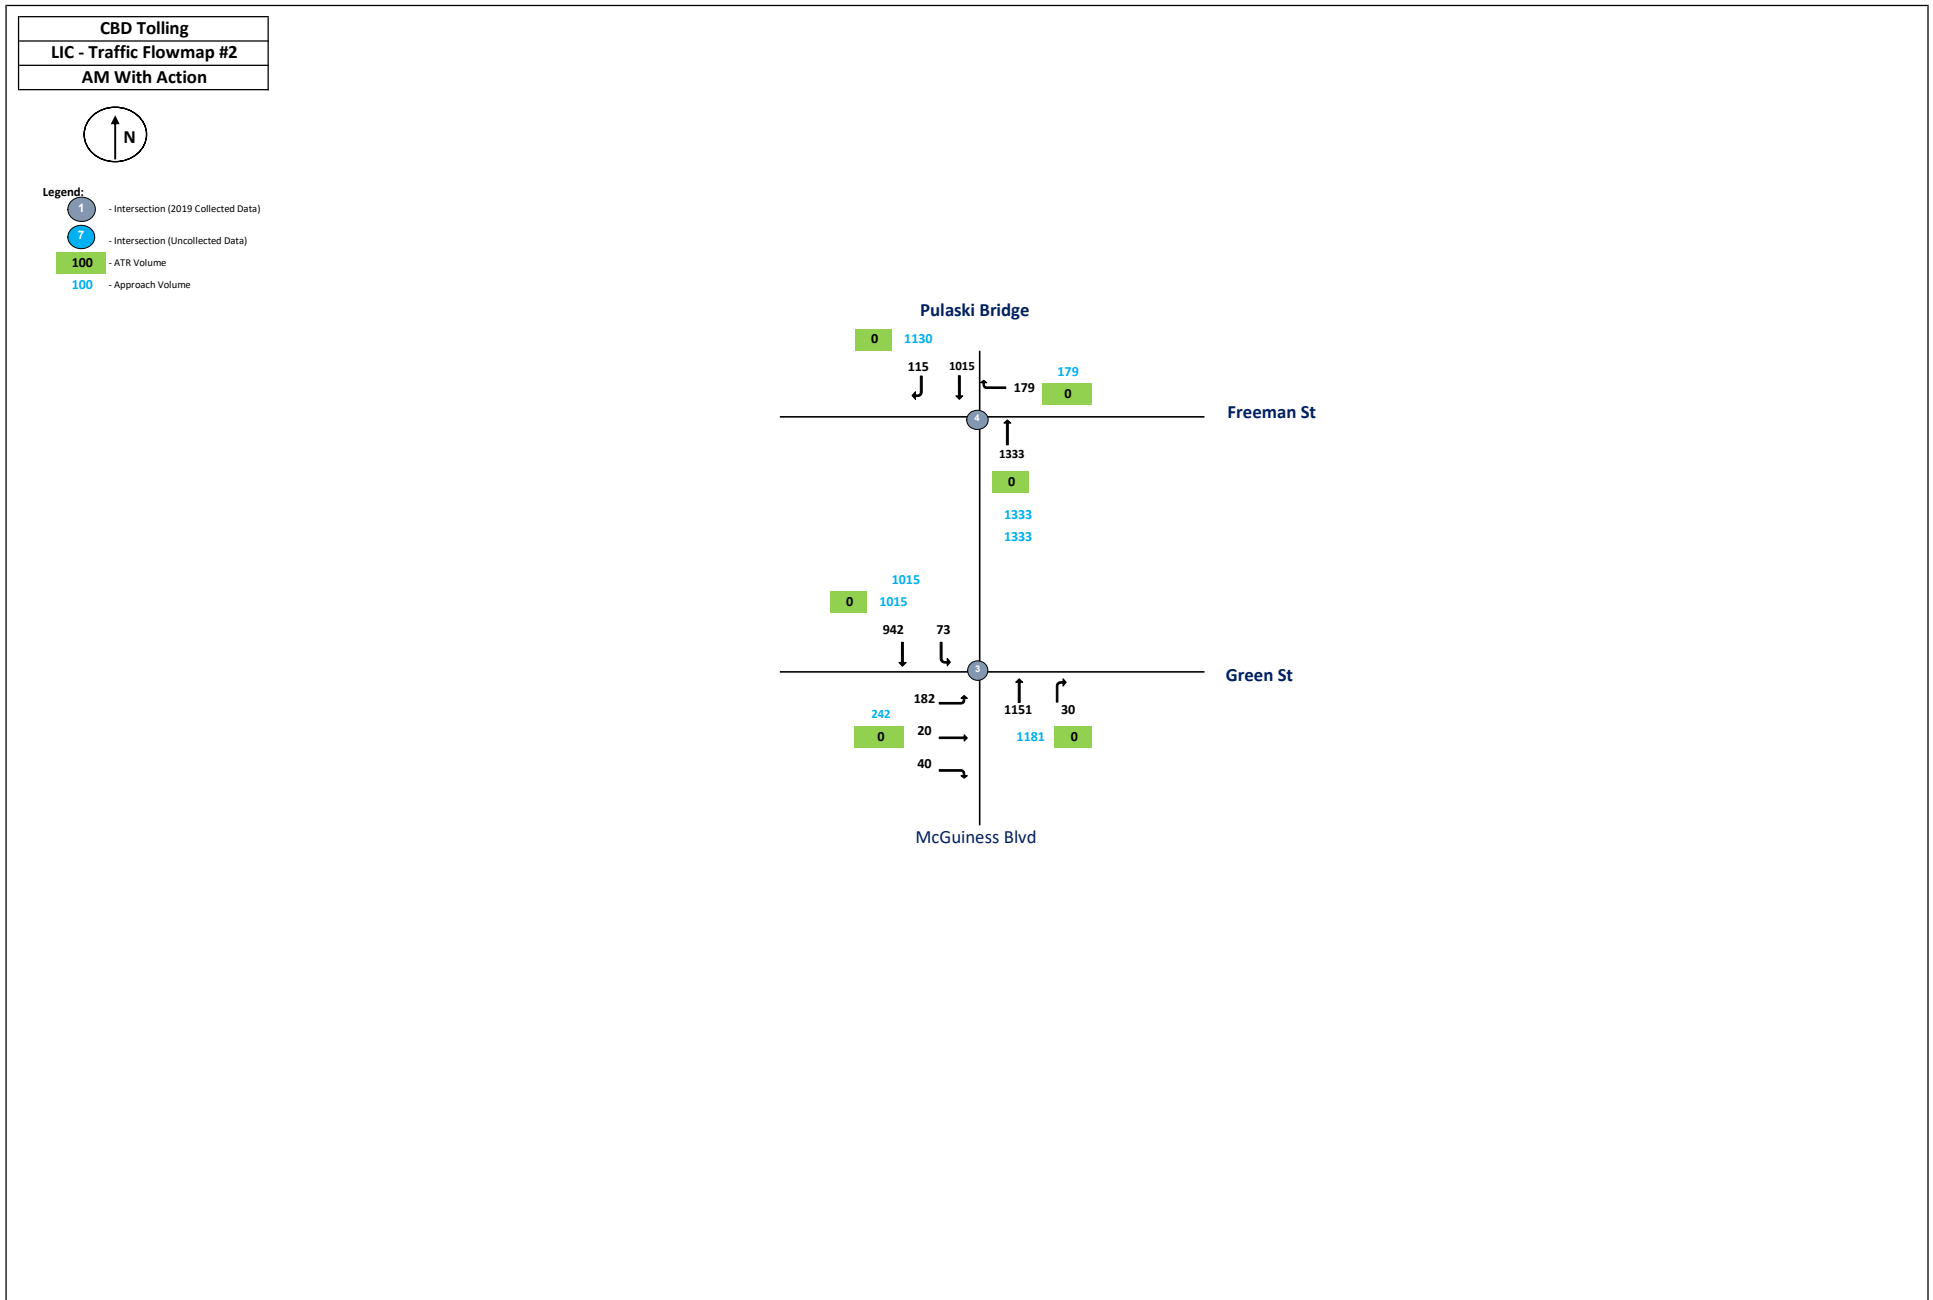 CBD Tolling
LIC - Traffic Flowmap #2
AM With Action
N
Legend:
1 - Intersection (2019 Collected Data)
7 - Intersection (Uncollected Data)
100 - ATR Volume
100 - Approach Volume
Pulaski Bridge
0 1130
115 1015
179
179
0
Freeman St
4
1333
0
1333
1333
1015
0 1015
942 73
3
Green St
182
1151 30
242
0 20
1181 0
40
McGuiness Blvd